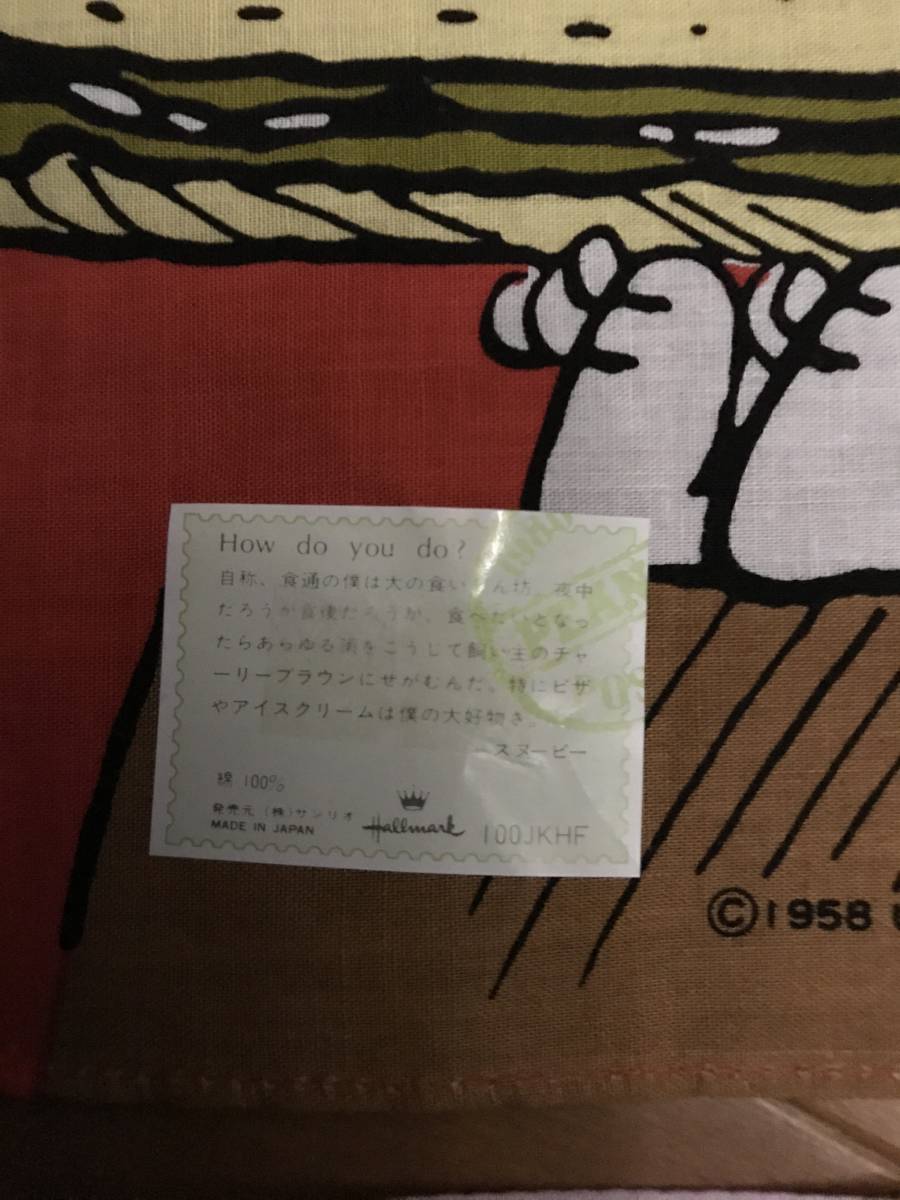 How do you do?
自称、食通の僕は大の食いしん坊。夜中
だろうが食後だろうが、食べたいとなっ
たらあらゆる術をこうじて飼い主のチャ
ーリーブラウンにせがむんだ。特にピザ
やアイスクリームは僕の大好物さ。
スヌーピー
綿 100%
発売元 (株)サンリオ
MADE IN JAPAN
Hallmark
100JKHF
©1958